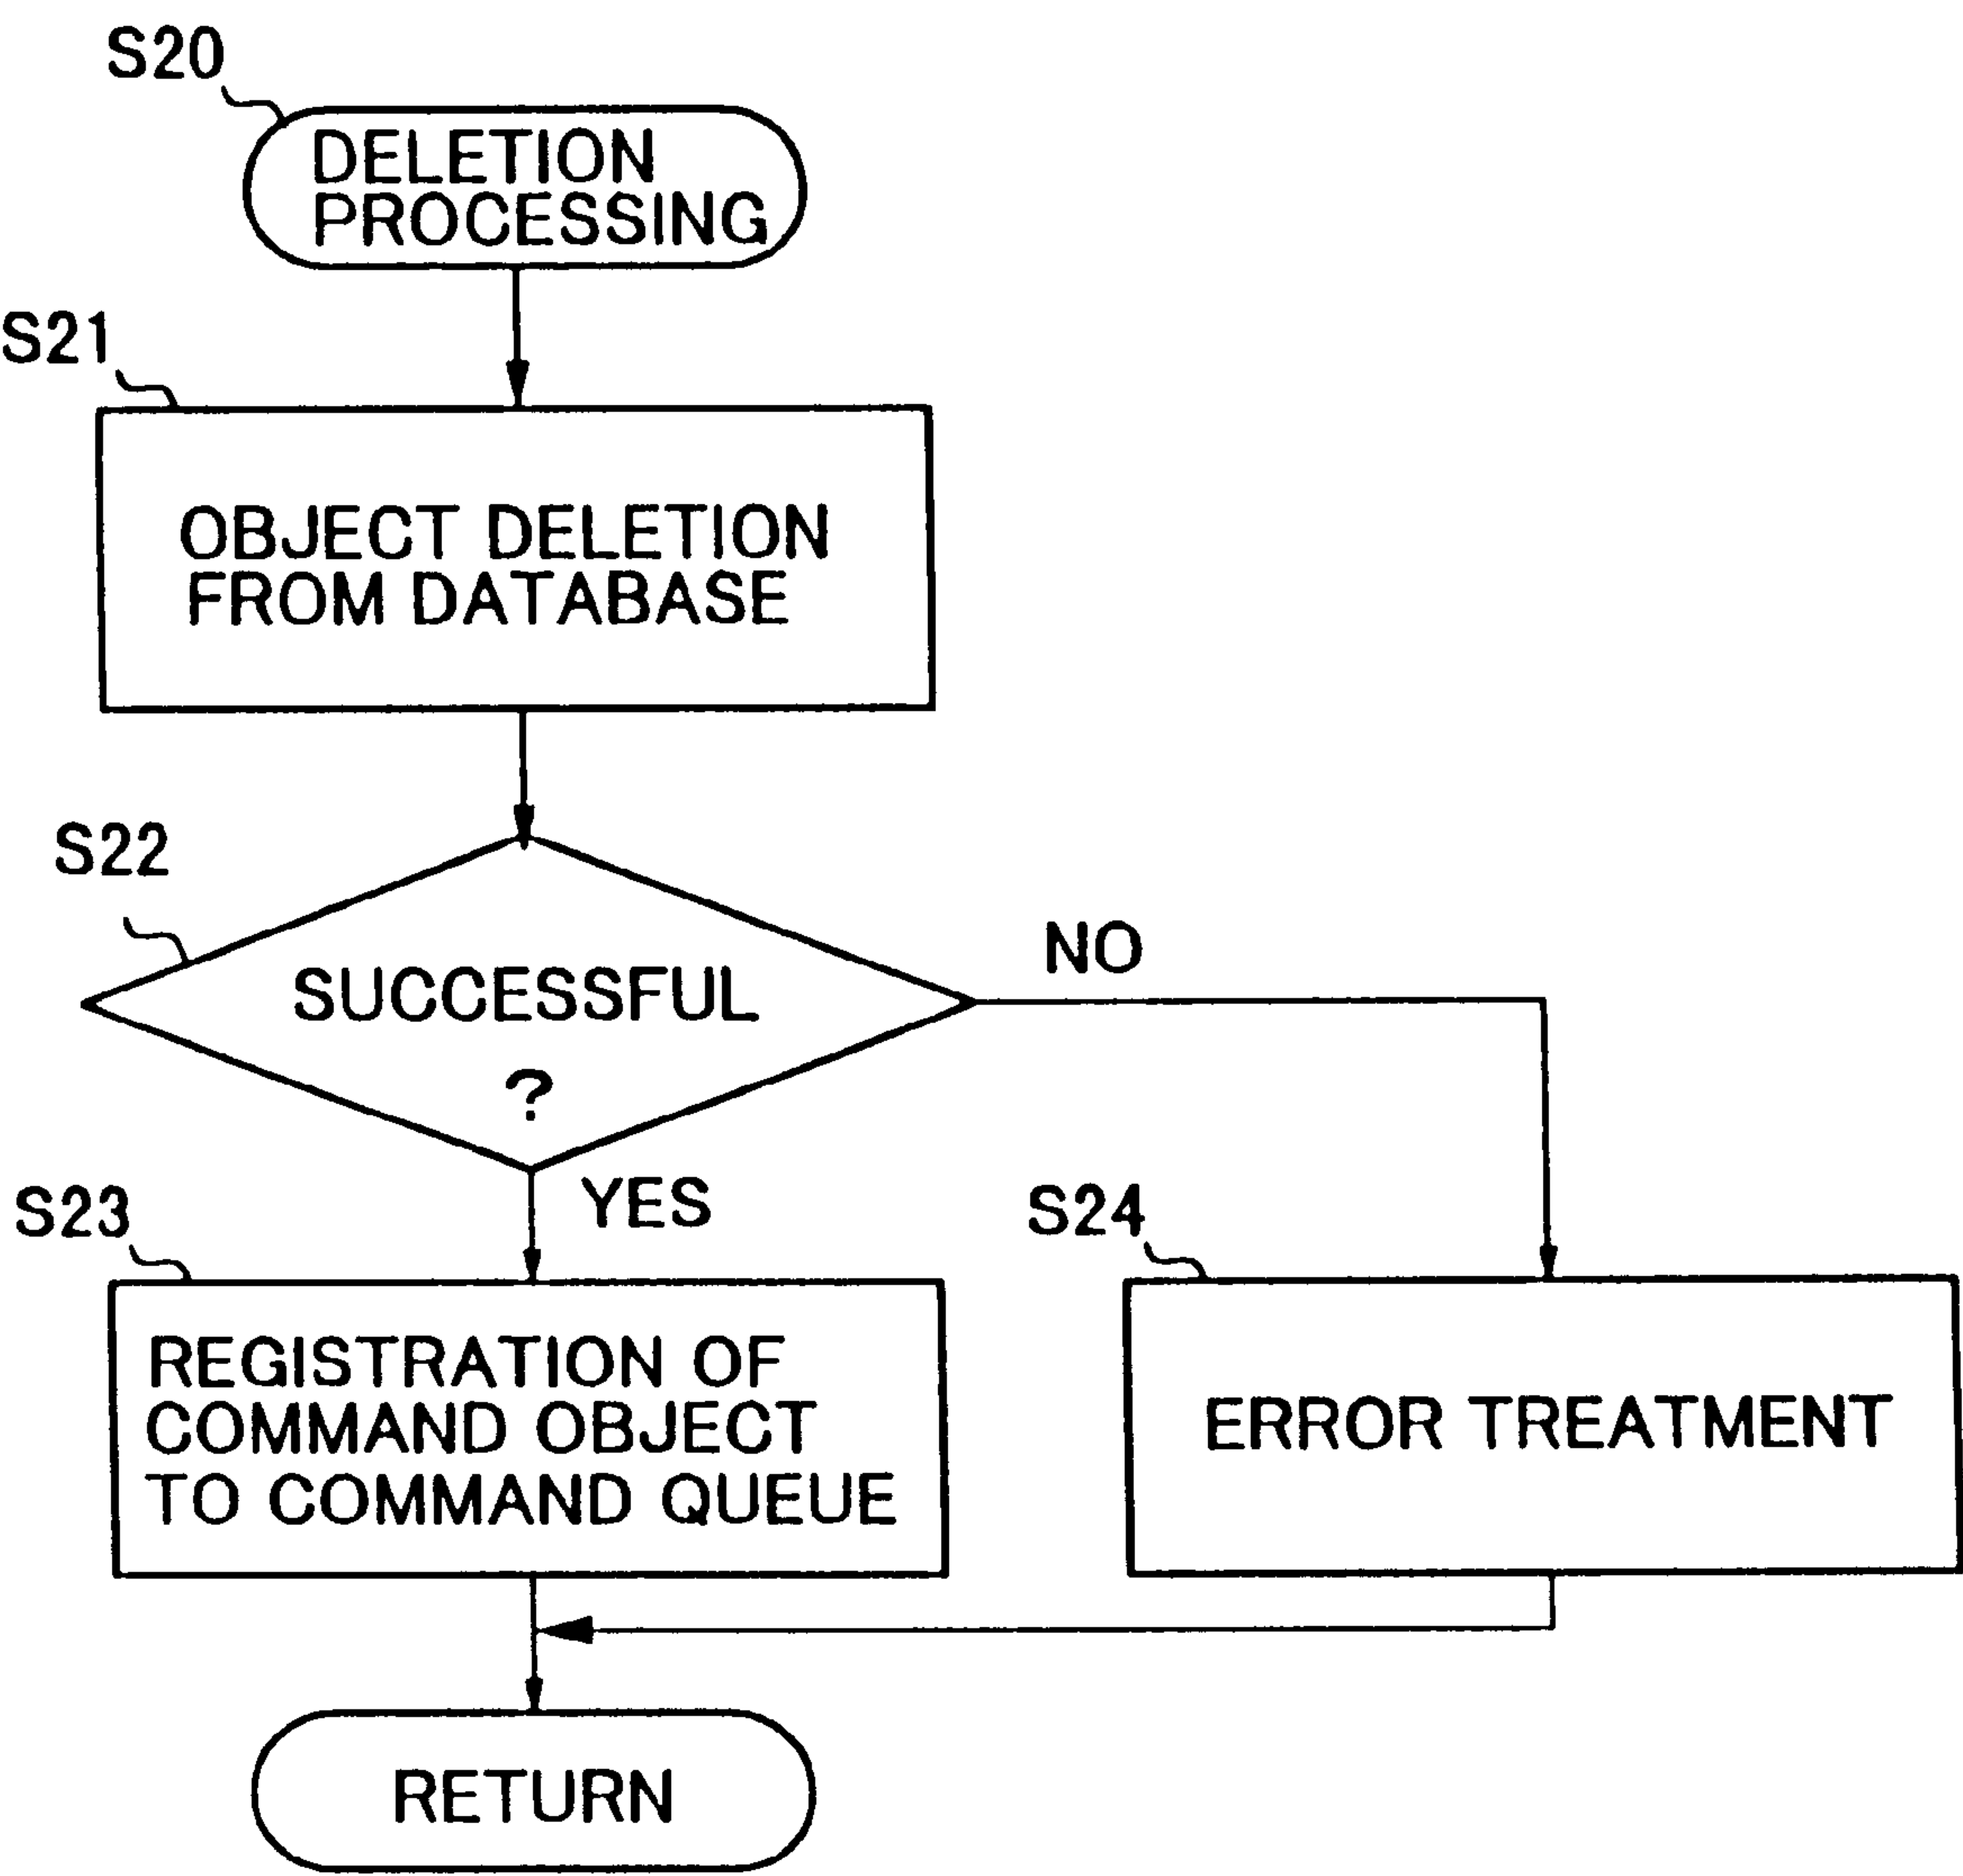 S20
DELETION
PROCESSING
S21
OBJECT DELETION
FROM DATABASE
S22
SUCCESSFUL
?
NO
YES
S23
REGISTRATION OF
COMMAND OBJECT
TO COMMAND QUEUE
S24
ERROR TREATMENT
RETURN